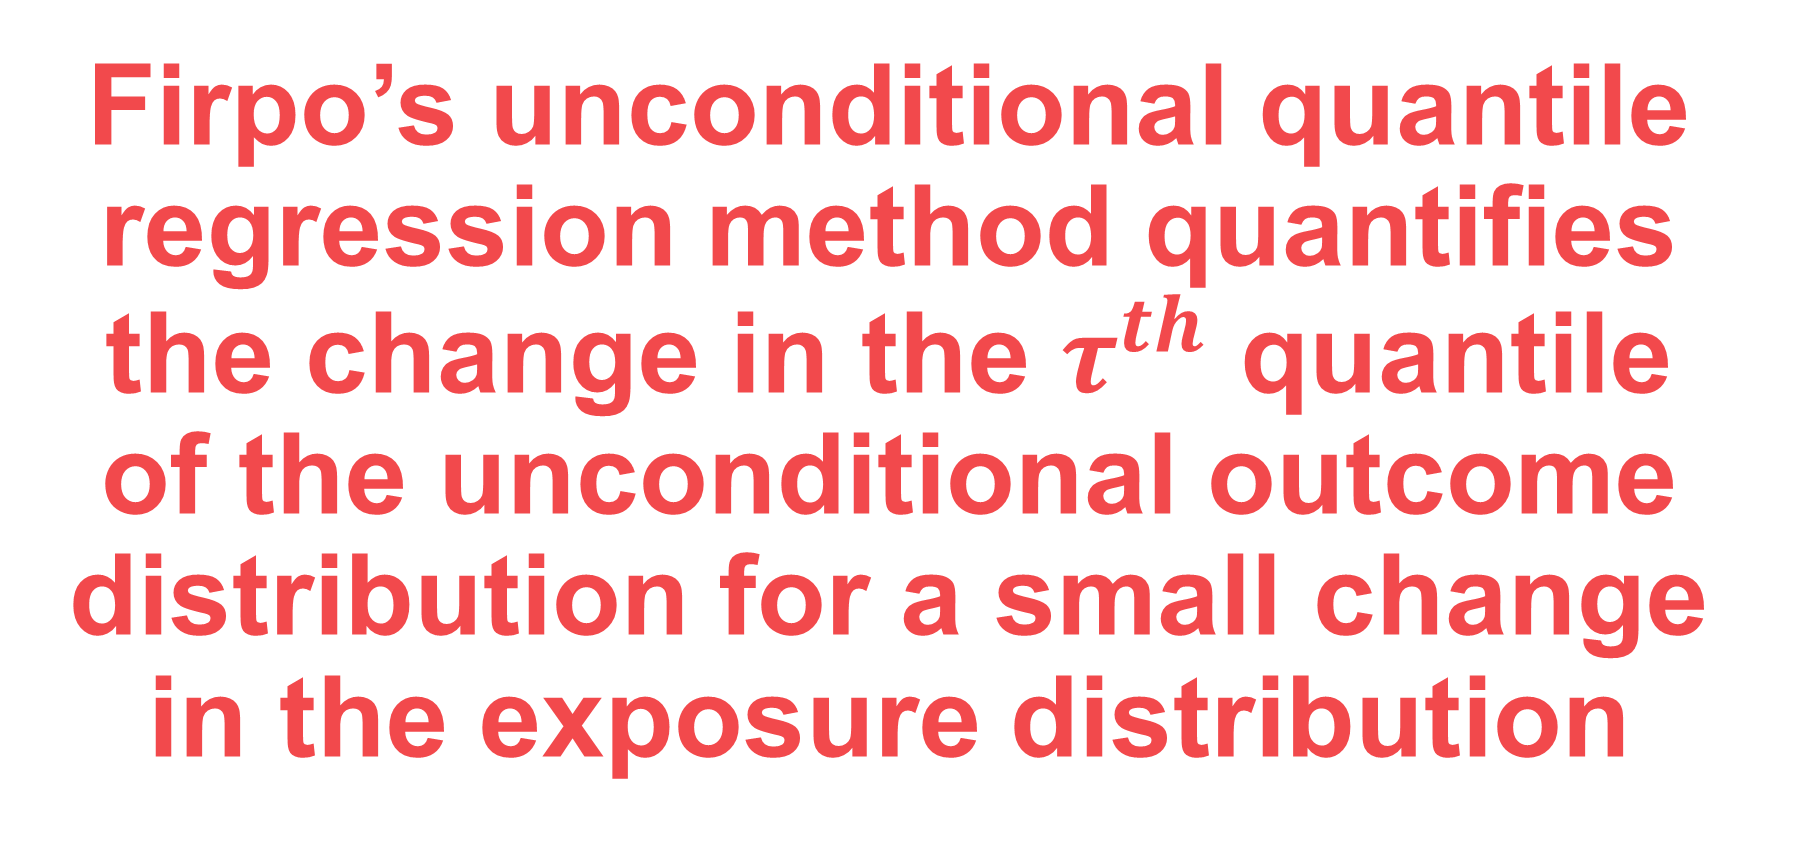 Firpo’s unconditional quantile
regression method quantifies
the change in the τ^th quantile
of the unconditional outcome
distribution for a small change
in the exposure distribution